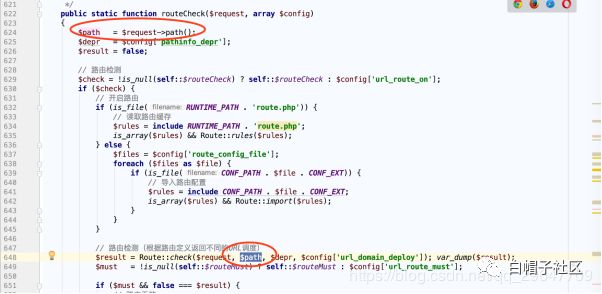 621 */
622 public static function routeCheck($request, array $config)
623 {
624 $path = $request->path();
625 $depr = $config['pathinfo_depr'];
626 $result = false;
627
628 // 路由检测
629 $check = !is_null(self::$routeCheck) ? self::$routeCheck : $config['url_route_on'];
630 if ($check) {
631 // 开启路由
632 if (is_file( filename: RUNTIME_PATH . 'route.php')) {
633 // 读取路由缓存
634 $rules = include RUNTIME_PATH . 'route.php';
635 is_array($rules) && Route::rules($rules);
636 } else {
637 $files = $config['route_config_file'];
638 foreach ($files as $file) {
639 if (is_file( filename: CONF_PATH . $file . CONF_EXT)) {
640 // 导入路由配置
641 $rules = include CONF_PATH . $file . CONF_EXT;
642 is_array($rules) && Route::import($rules);
643 }
644 }
645 }
646
647 // 路由检测（根据路由定义返回不同的URL调度）
648 $result = Route::check($request, $path, $depr, $config['url_domain_deploy']); var_dump($result);
649 $must = !is_null(self::$routeMust) ? self::$routeMust : $config['url_route_must'];
650
651 if ($must && false === $result) {
白帽子社区